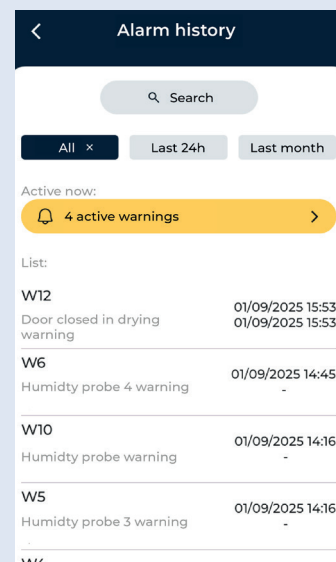 Alarm history
Search
All ×
Last 24h
Last month
Active now:
4 active warnings
List:
W12
01/09/2025 15:53
Door closed in drying
warning
01/09/2025 15:53
W6
Humidty probe 4 warning
01/09/2025 14:45
-
W10
Humidty probe warning
01/09/2025 14:16
-
W5
Humidty probe 3 warning
01/09/2025 14:16
-